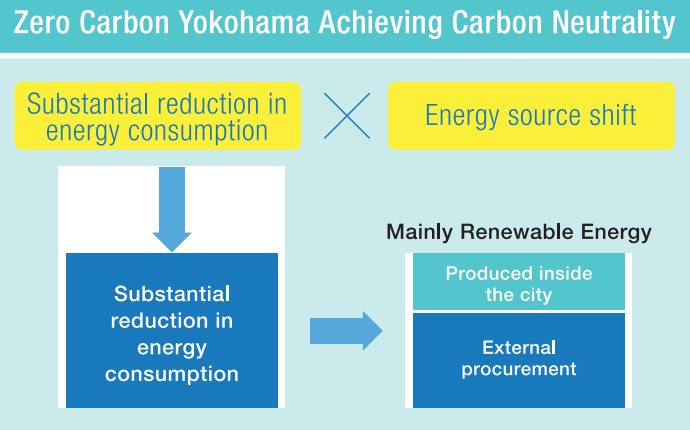 Zero Carbon Yokohama Achieving Carbon Neutrality
Substantial reduction in
energy consumption
Energy source shift
Substantial
reduction in
energy
consumption
Mainly Renewable Energy
Produced inside
the city
External
procurement